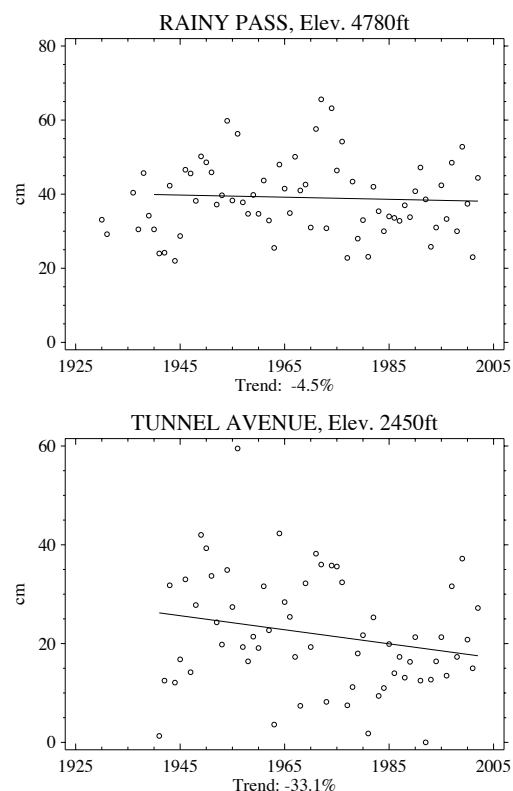 RAINY PASS, Elev. 4780ft
80
60
40
20
0
cm
1925 1945 1965 1985 2005
Trend: -4.5%
TUNNEL AVENUE, Elev. 2450ft
60
40
20
0
cm
1925 1945 1965 1985 2005
Trend: -33.1%